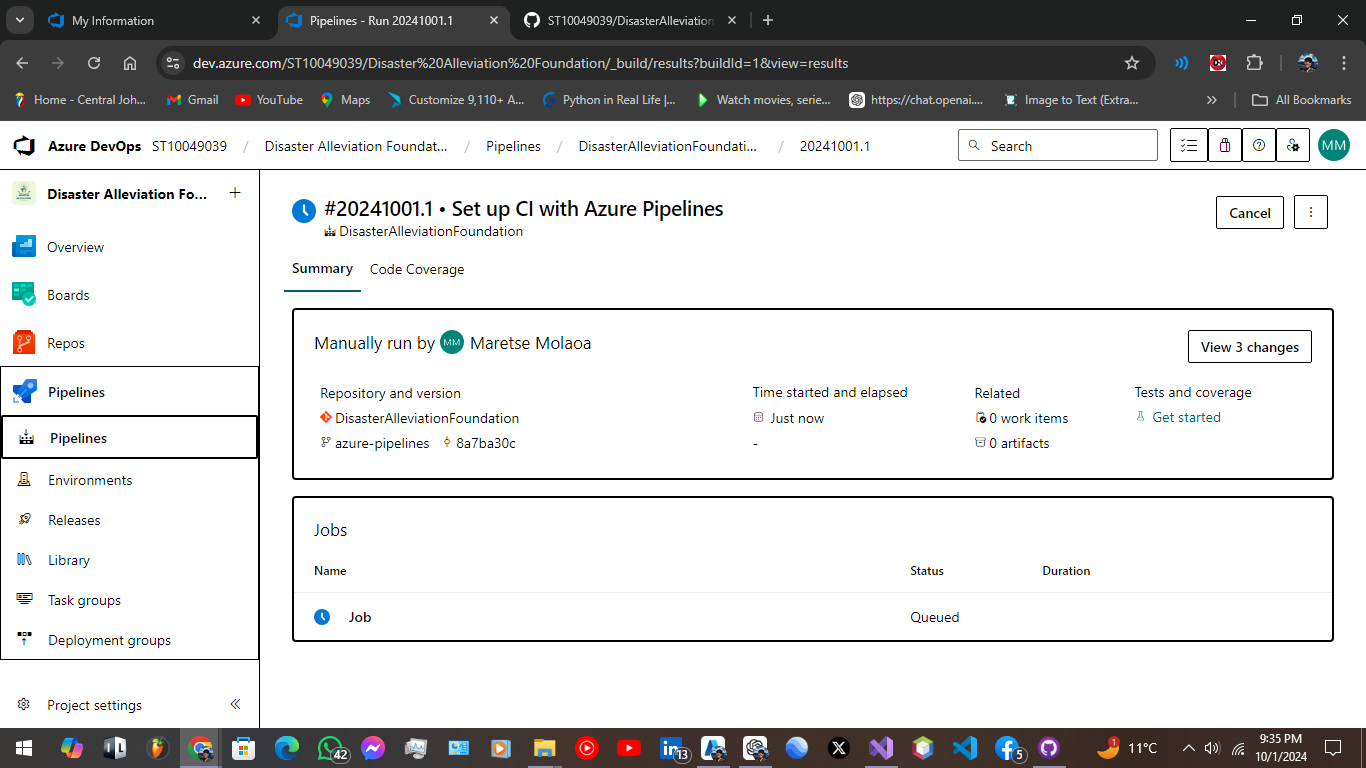 My Information
Pipelines - Run 20241001.1
ST10049039/DisasterAlleviation
dev.azure.com/ST10049039/Disaster%20Alleviation%20Foundation/_build/results?buildId=1&view=results
Home - Central Joh...
Gmail
YouTube
Maps
Customize 9,110+ A...
Python in Real Life |...
Watch movies, serie...
https://chat.openai....
Image to Text (Extra...
All Bookmarks
Azure DevOps ST10049039 / Disaster Alleviation Foundat... / Pipelines / DisasterAlleviationFoundati... / 20241001.1
Search
MM
Disaster Alleviation Fo...
Overview
Boards
Repos
Pipelines
Pipelines
Environments
Releases
Library
Task groups
Deployment groups
Project settings
#20241001.1 • Set up CI with Azure Pipelines
DisasterAlleviationFoundation
Cancel
Summary Code Coverage
Manually run by MM Maretse Molaoa
View 3 changes
Repository and version
DisasterAlleviationFoundation
azure-pipelines 8a7ba30c
Time started and elapsed
Just now
-
Related
0 work items
0 artifacts
Tests and coverage
Get started
Jobs
Name Status Duration
Job Queued
42
13
5
1
11°C
9:35 PM
10/1/2024